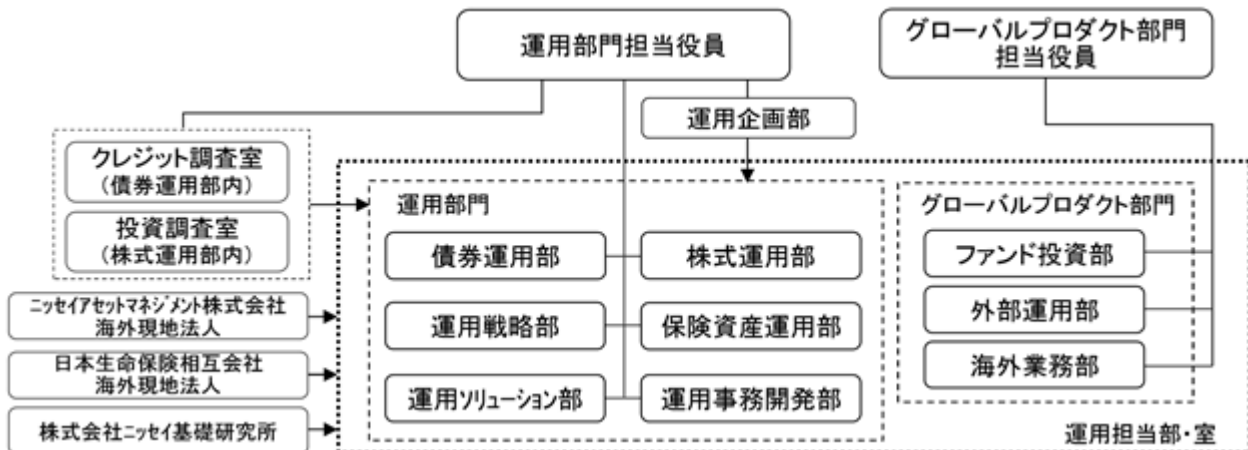 運用部門担当役員
グローバルプロダクト部門
担当役員
運用企画部
クレジット調査室
(債券運用部内)
投資調査室
(株式運用部内)
ニッセイアセットマネジメント株式会社
海外現地法人
日本生命保険相互会社
海外現地法人
株式会社ニッセイ基礎研究所
運用部門
債券運用部
株式運用部
運用戦略部
保険資産運用部
運用ソリューション部
運用事務開発部
グローバルプロダクト部門
ファンド投資部
外部運用部
海外業務部
運用担当部・室